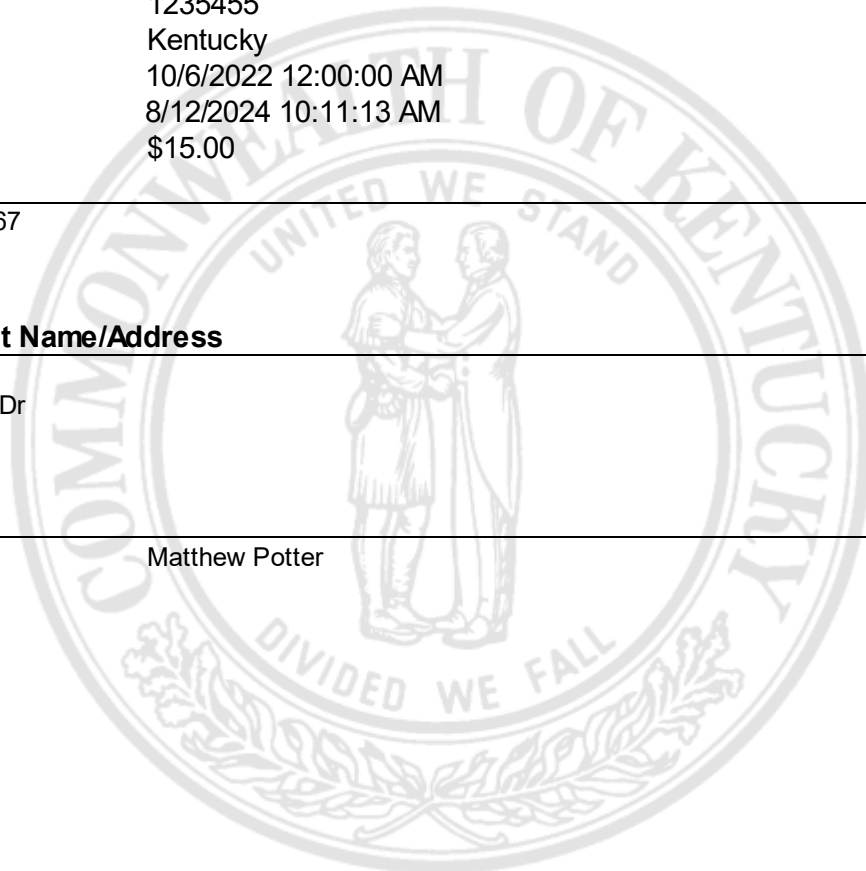 1235455
Kentucky
10/6/2022 12:00:00 AM
8/12/2024 10:11:13 AM
$15.00
67
t Name/Address
Dr
Matthew Potter
COMMONWEALTH OF KENTUCKY
UNITED WE STAND
DIVIDED WE FALL